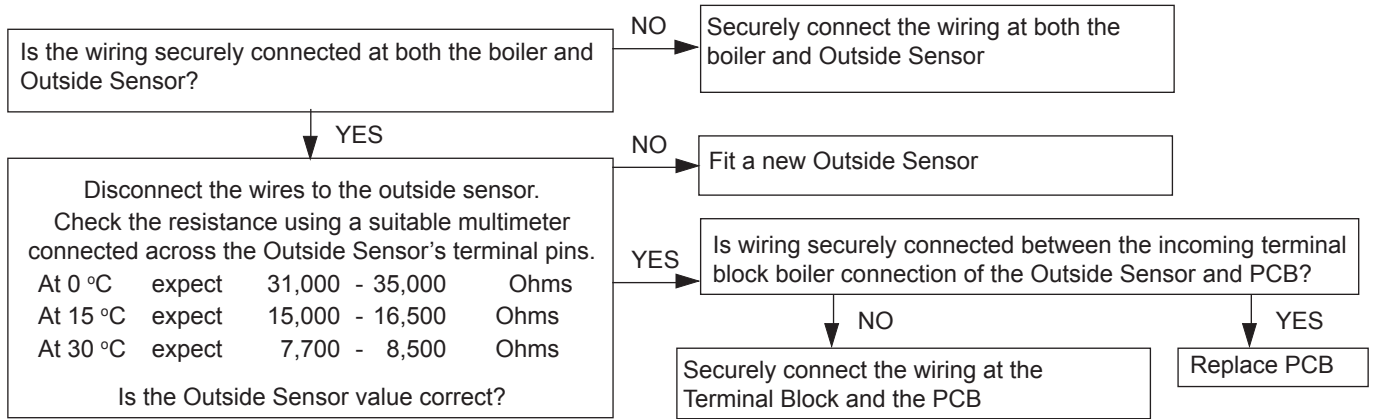 Is the wiring securely connected at both the boiler and
Outside Sensor?
NO
Securely connect the wiring at both the
boiler and Outside Sensor
YES
Disconnect the wires to the outside sensor.
Check the resistance using a suitable multimeter
connected across the Outside Sensor's terminal pins.
At 0 °C expect 31,000 - 35,000 Ohms
At 15 °C expect 15,000 - 16,500 Ohms
At 30 °C expect 7,700 - 8,500 Ohms
Is the Outside Sensor value correct?
NO
Fit a new Outside Sensor
YES
Is wiring securely connected between the incoming terminal
block boiler connection of the Outside Sensor and PCB?
NO
Securely connect the wiring at the
Terminal Block and the PCB
YES
Replace PCB